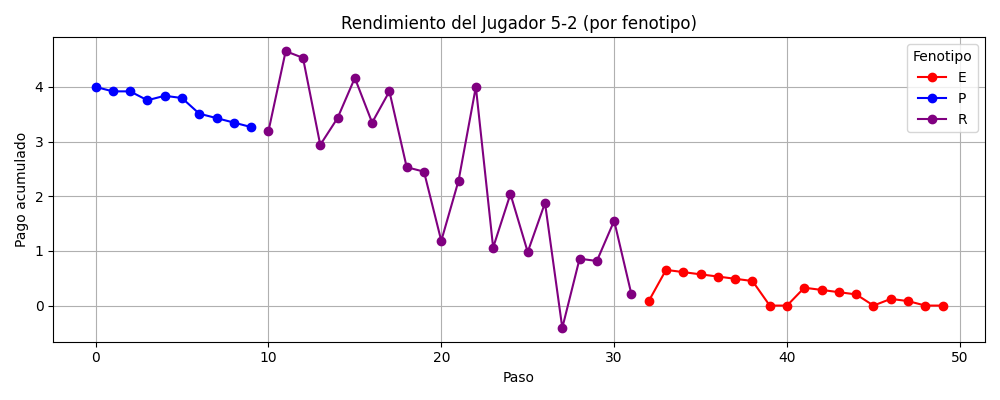 Rendimiento del Jugador 5-2 (por fenotipo)
Pago acumulado
4
3
2
1
0
Fenotipo
E
P
R
0 10 20 30 40 50
Paso